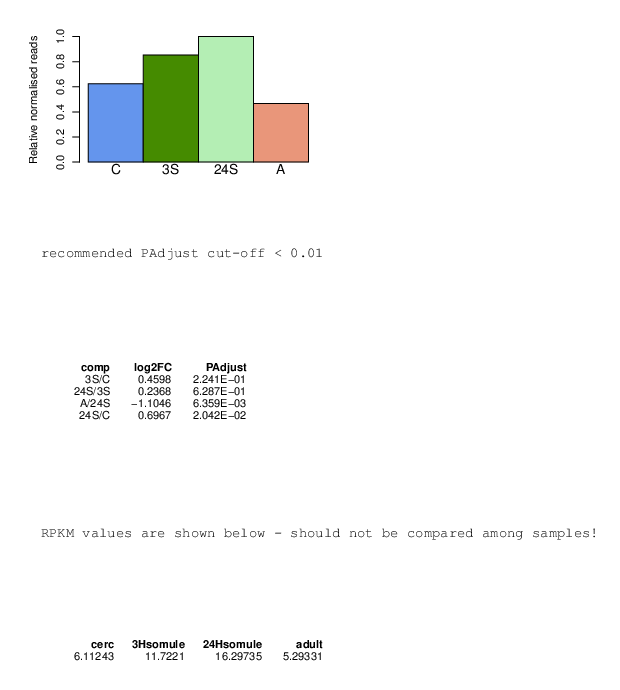 Relative normalised reads
1.0
0.8
0.6
0.4
0.2
0.0
C 3S 24S A
recommended PAdjust cut-off < 0.01
comp log2FC PAdjust
3S/C 0.4598 2.241E−01
24S/3S 0.2368 6.287E−01
A/24S −1.1046 6.359E−03
24S/C 0.6967 2.042E−02
RPKM values are shown below - should not be compared among samples!
cerc 3Hsomule 24Hsomule adult
6.11243 11.7221 16.29735 5.29331